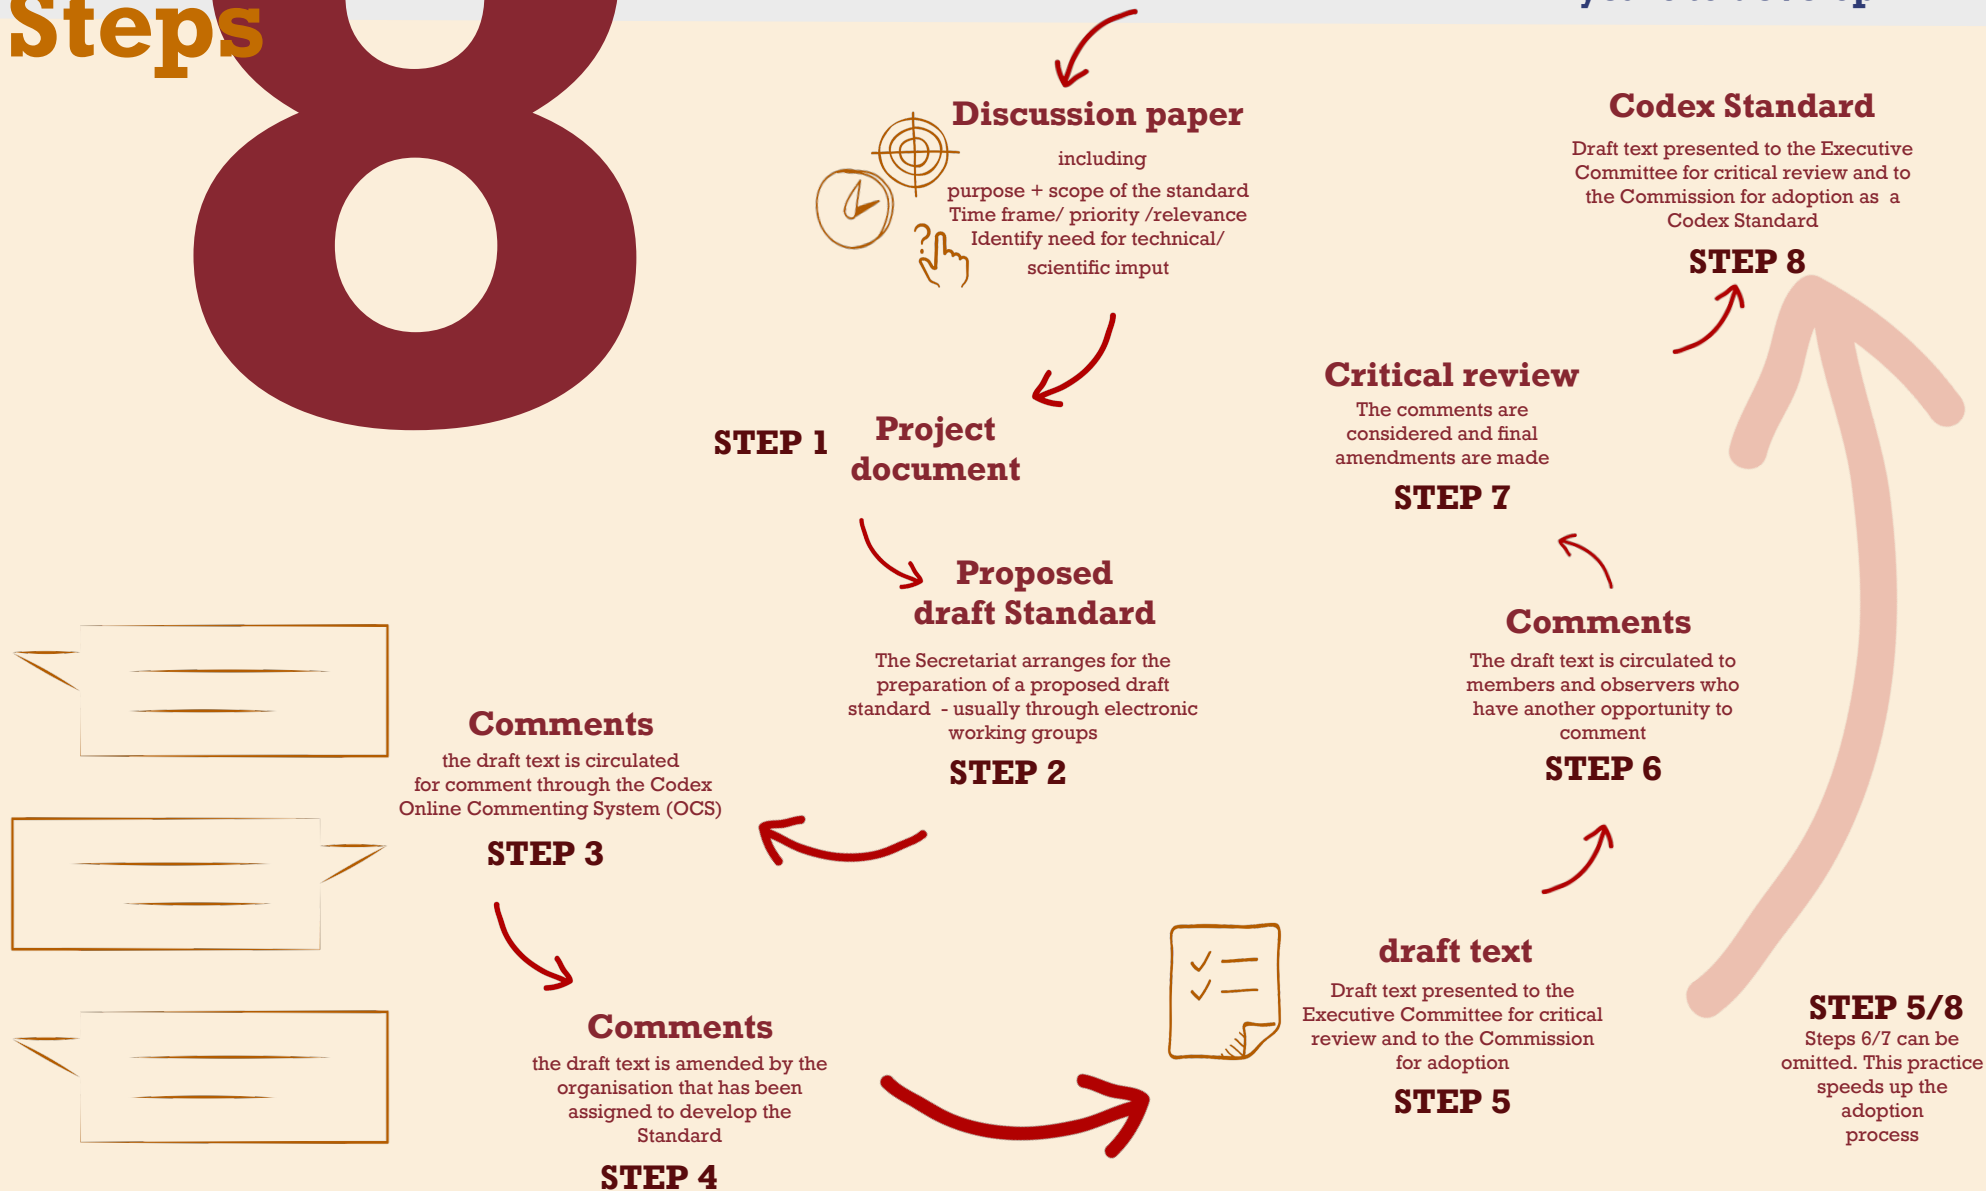 Steps
8
Discussion paper
including
purpose + scope of the standard
Time frame/ priority /relevance
Identify need for technical/
scientific imput
?
STEP 1
Project
document
Proposed
draft Standard
The Secretariat arranges for the
preparation of a proposed draft
standard - usually through electronic
working groups
STEP 2
Comments
the draft text is circulated
for comment through the Codex
Online Commenting System (OCS)
STEP 3
Comments
the draft text is amended by the
organisation that has been
assigned to develop the
Standard
STEP 4
draft text
Draft text presented to the
Executive Committee for critical
review and to the Commission
for adoption
STEP 5
Comments
The draft text is circulated to
members and observers who
have another opportunity to
comment
STEP 6
Critical review
The comments are
considered and final
amendments are made
STEP 7
Codex Standard
Draft text presented to the Executive
Committee for critical review and to
the Commission for adoption as a
Codex Standard
STEP 8
STEP 5/8
Steps 6/7 can be
omitted. This practice
speeds up the
adoption
process